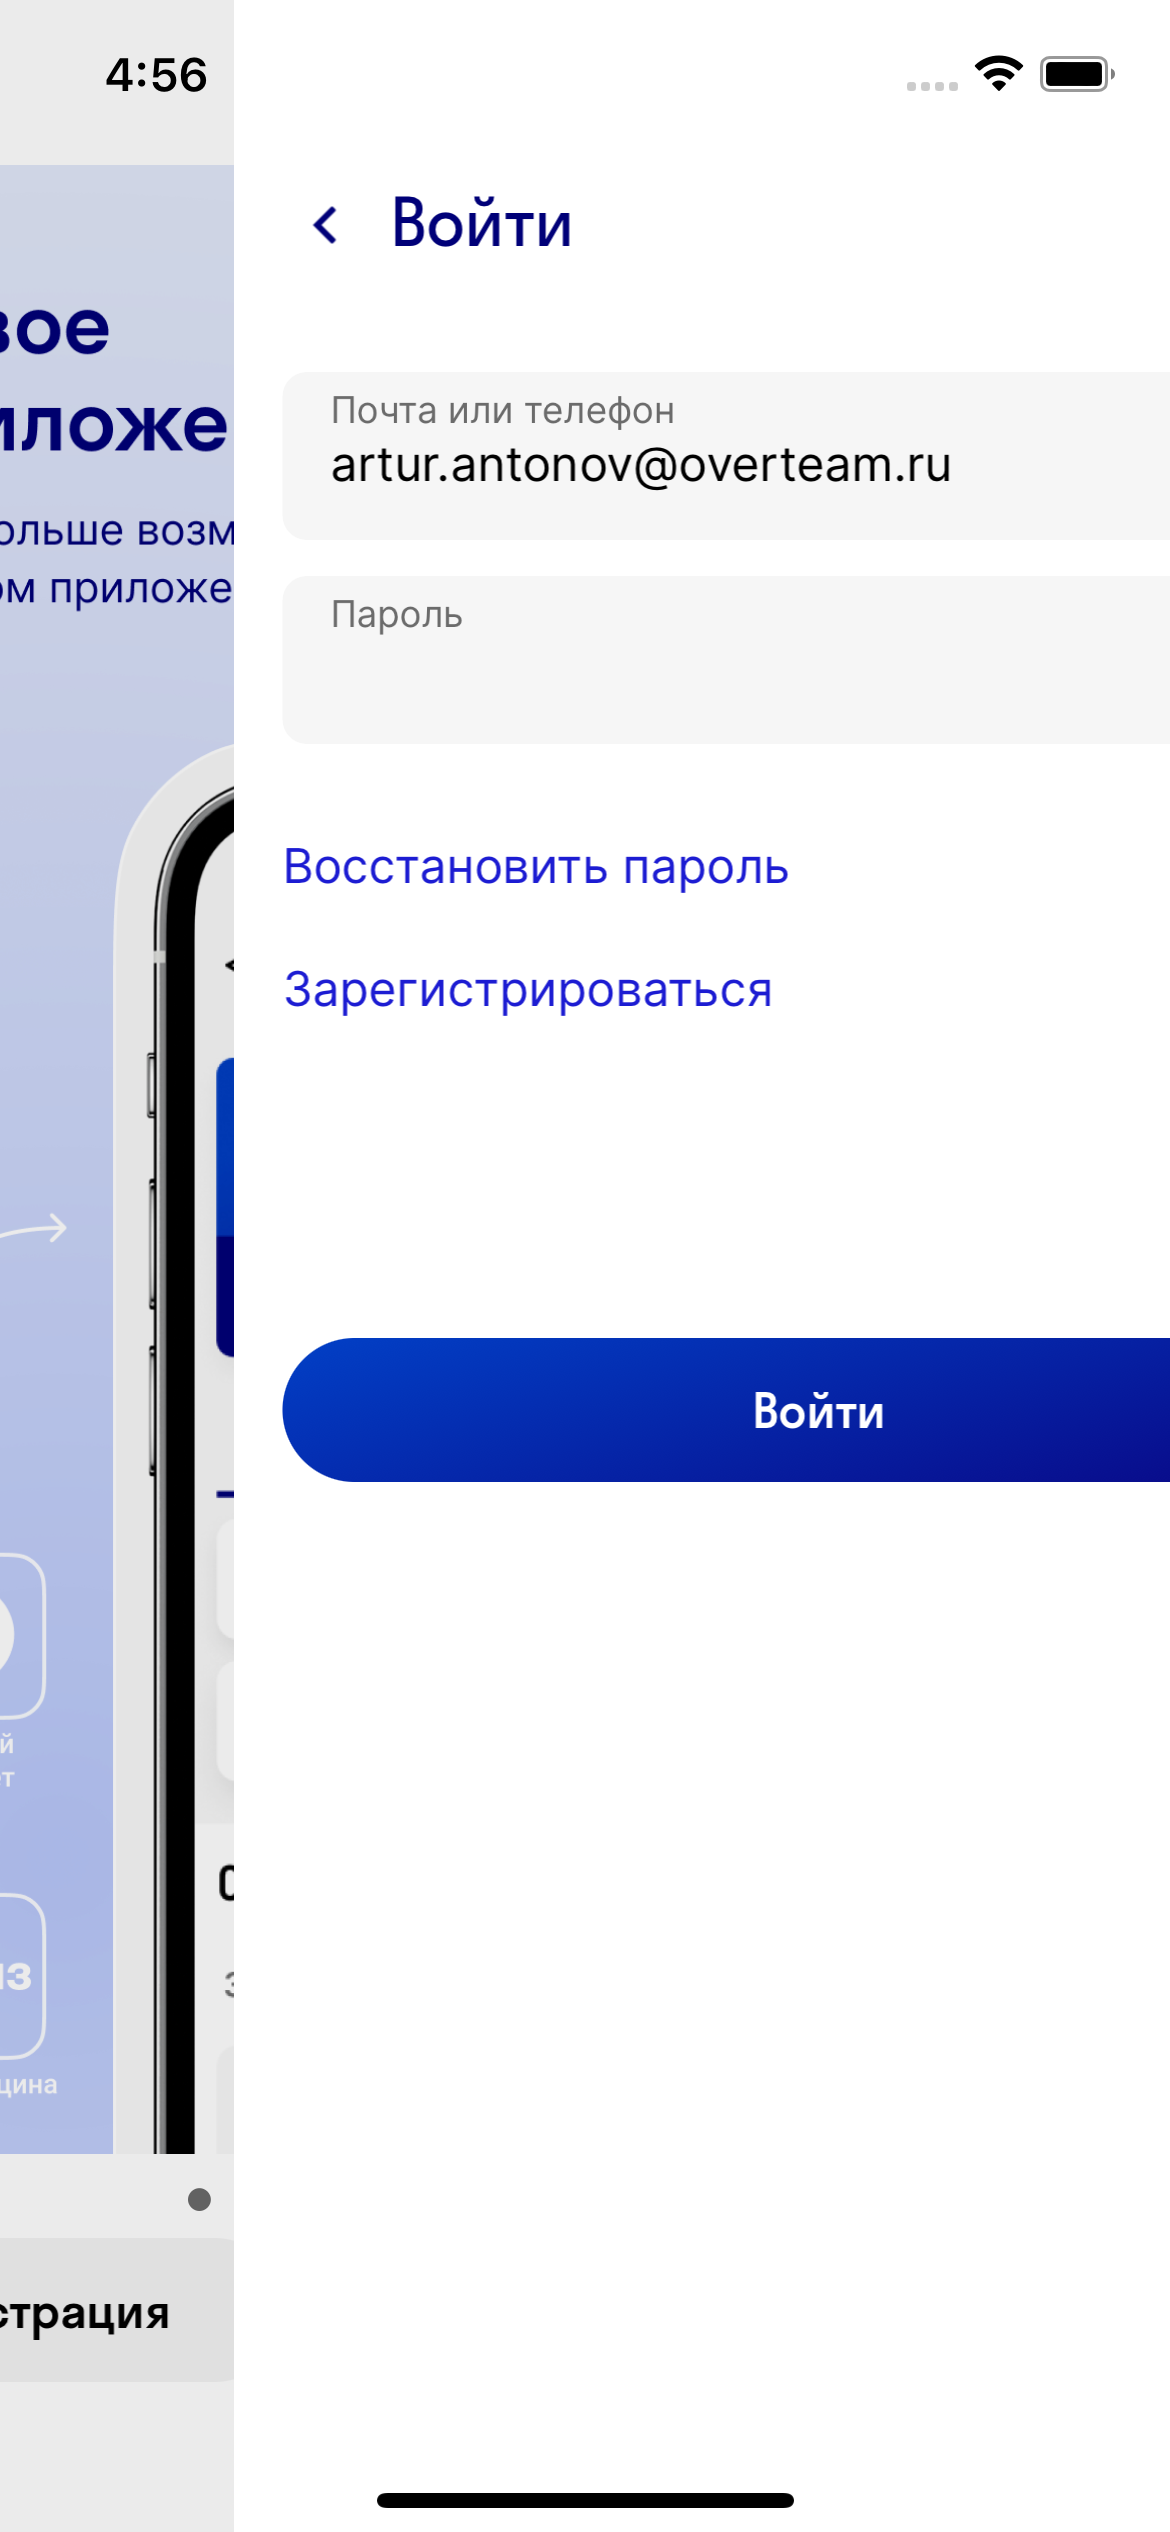 4:56
Войти
Почта или телефон
artur.antonov@overteam.ru
Пароль
Восстановить пароль
Зарегистрироваться
Войти
вое
иложе
ольше возм
ом приложе
й
т
из
цина
страция